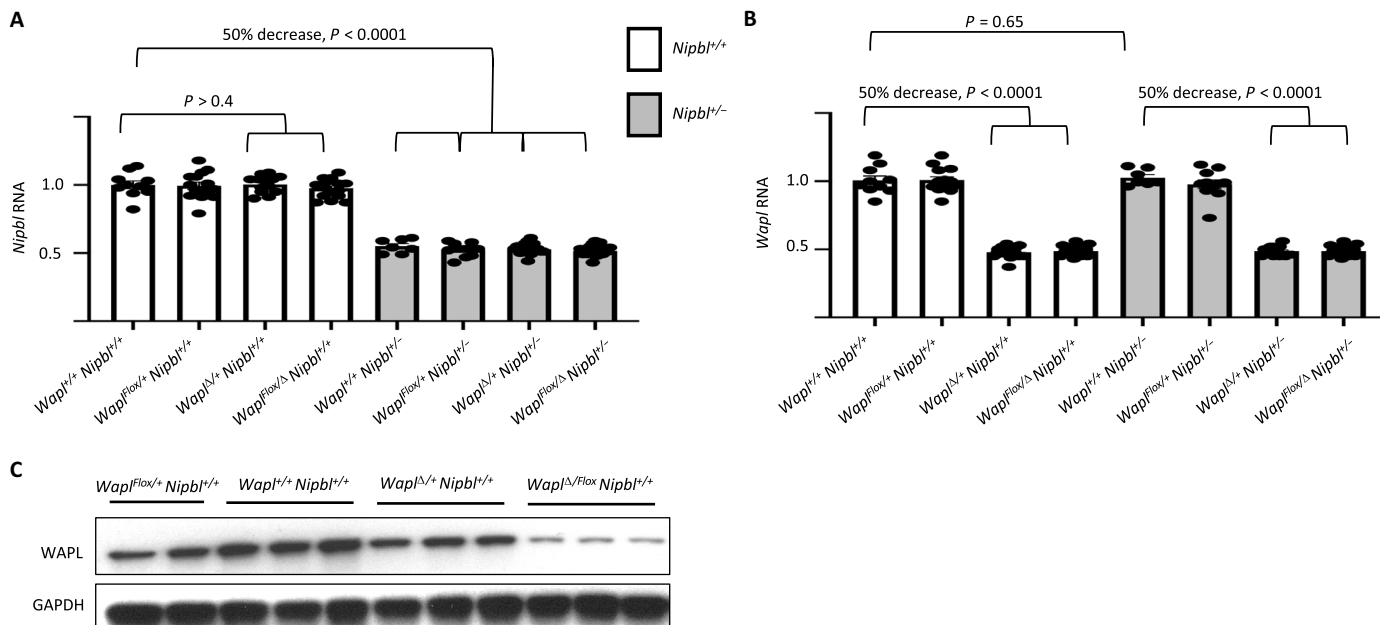 A
50% decrease, P < 0.0001
P > 0.4
Nipbl⁺/⁺
Nipbl⁺/⁻
Nipbl RNA
1.0
0.5
Wapl⁺/⁺ Nipbl⁺/⁺
Waplᶠˡᵒˣ/⁺ Nipbl⁺/⁺
WaplΔ/⁺ Nipbl⁺/⁺
WaplFlox/Δ Nipbl⁺/⁺
Wapl⁺/⁺ Nipbl⁺/-
WaplFlox/⁺ Nipbl⁺/-
WaplΔ/⁺ Nipbl⁺/-
WaplFlox/Δ Nipbl⁺/-
B
P = 0.65
50% decrease, P < 0.0001
50% decrease, P < 0.0001
Wapl RNA
1.0
0.5
Wapl⁺/⁺ Nipbl⁺/⁺
WaplFlox/⁺ Nipbl⁺/⁺
WaplΔ/⁺ Nipbl⁺/⁺
WaplFlox/Δ Nipbl⁺/⁺
Wapl⁺/⁺ Nipbl⁺/-
WaplFlox/⁺ Nipbl⁺/-
WaplΔ/⁺ Nipbl⁺/-
WaplFlox/Δ Nipbl⁺/-
C
WaplFlox/⁺ Nipbl⁺/⁺
Wapl⁺/⁺ Nipbl⁺/⁺
WaplΔ/⁺ Nipbl⁺/⁺
WaplΔ/Flox Nipbl⁺/⁺
WAPL
GAPDH